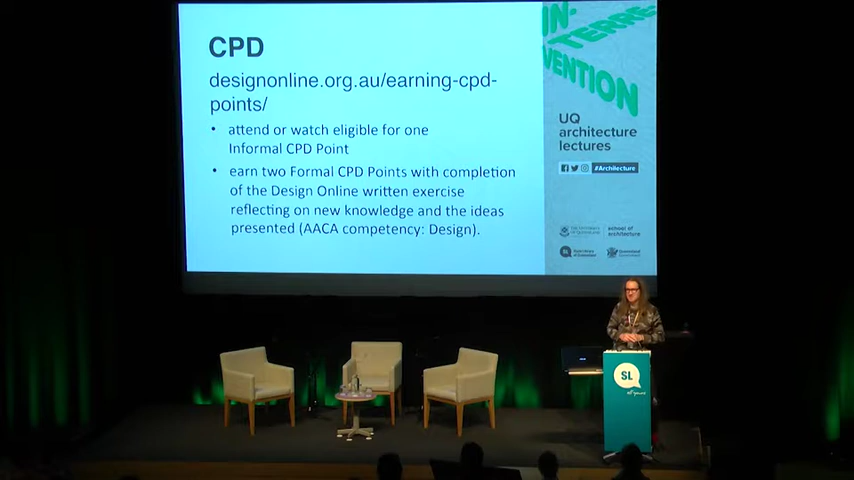 CPD
designonline.org.au/earning-cpd-
points/
• attend or watch eligible for one
Informal CPD Point
• earn two Formal CPD Points with completion
of the Design Online written exercise
reflecting on new knowledge and the ideas
presented (AACA competency: Design).
IN-
TERRE-
VENTION
UQ
architecture
lectures
#Architecture
school of
architecture
SL